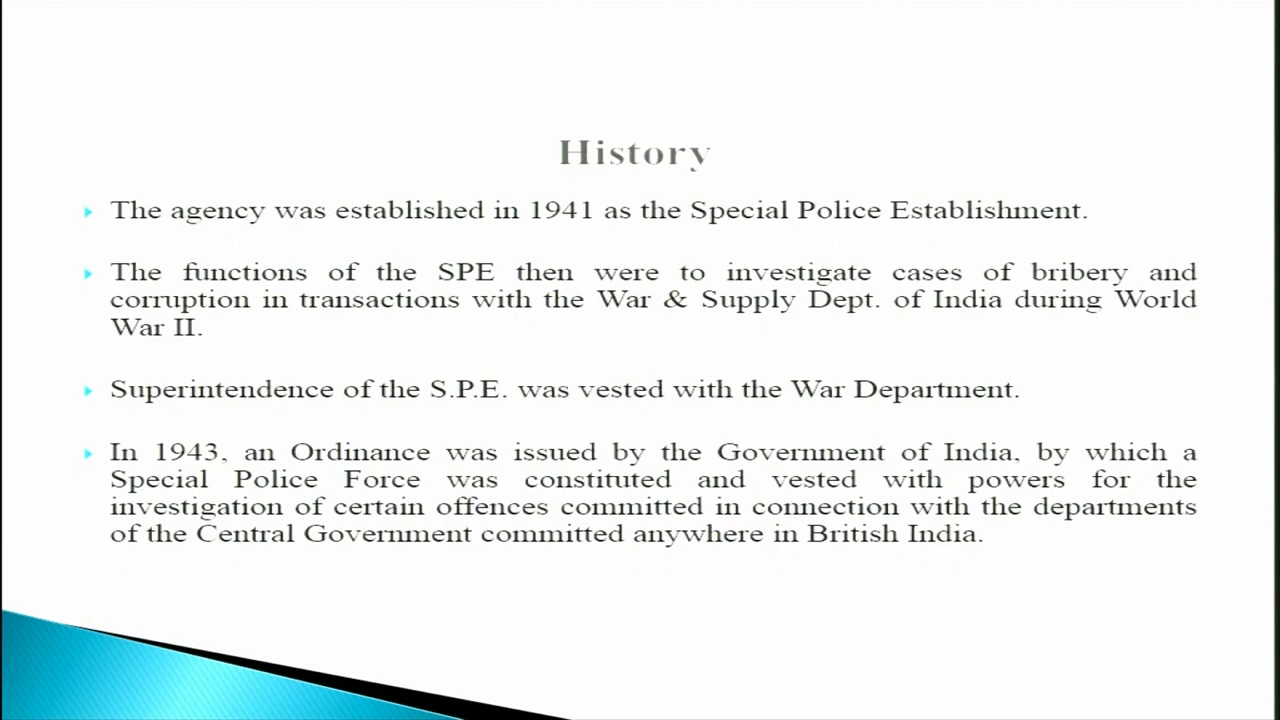 History
The agency was established in 1941 as the Special Police Establishment.
The functions of the SPE then were to investigate cases of bribery and
corruption in transactions with the War & Supply Dept. of India during World
War II.
Superintendence of the S.P.E. was vested with the War Department.
In 1943, an Ordinance was issued by the Government of India, by which a
Special Police Force was constituted and vested with powers for the
investigation of certain offences committed in connection with the departments
of the Central Government committed anywhere in British India.